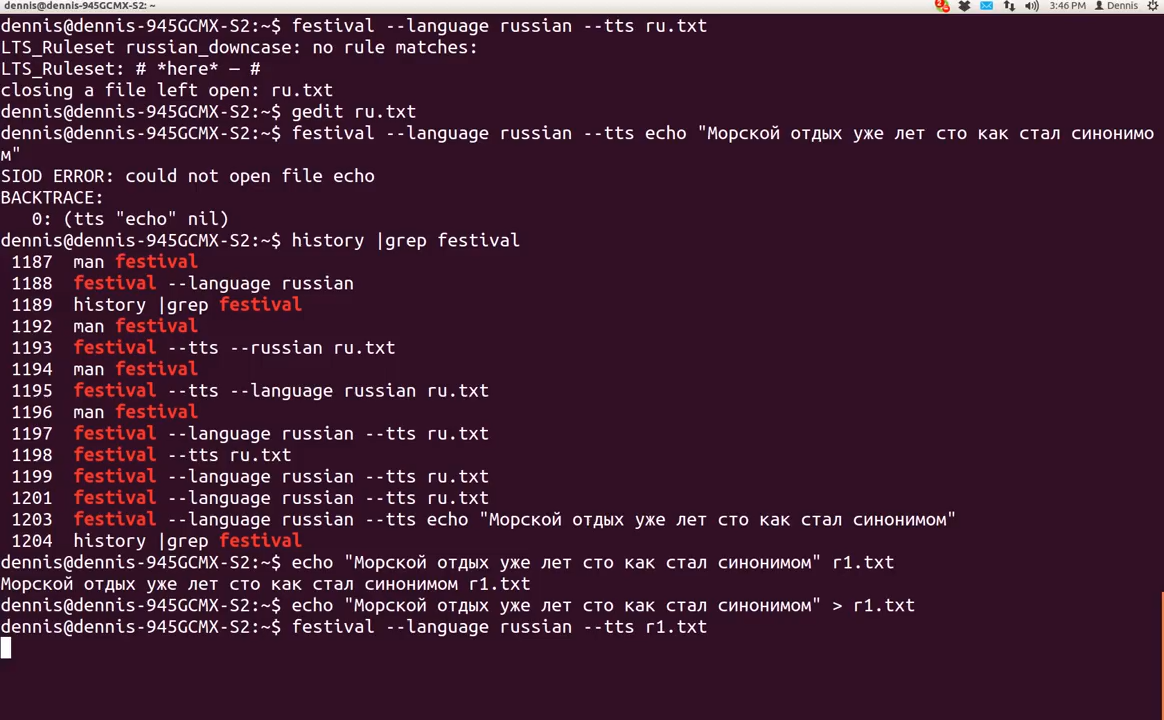 dennis@dennis-945GCMX-S2: ~
2
3:46 PM
Dennis
dennis@dennis-945GCMX-S2:~$ festival --language russian --tts ru.txt
LTS_Ruleset russian_downcase: no rule matches:
LTS_Ruleset: # *here* — #
closing a file left open: ru.txt
dennis@dennis-945GCMX-S2:~$ gedit ru.txt
dennis@dennis-945GCMX-S2:~$ festival --language russian --tts echo "Морской отдых уже лет сто как стал синонимо
м"
SIOD ERROR: could not open file echo
BACKTRACE:
   0: (tts "echo" nil)
dennis@dennis-945GCMX-S2:~$ history |grep festival
 1187  man festival
 1188  festival --language russian
 1189  history |grep festival
 1192  man festival
 1193  festival --tts --russian ru.txt
 1194  man festival
 1195  festival --tts --language russian ru.txt
 1196  man festival
 1197  festival --language russian --tts ru.txt
 1198  festival --tts ru.txt
 1199  festival --language russian --tts ru.txt
 1201  festival --language russian --tts ru.txt
 1203  festival --language russian --tts echo "Морской отдых уже лет сто как стал синонимом"
 1204  history |grep festival
dennis@dennis-945GCMX-S2:~$ echo "Морской отдых уже лет сто как стал синонимом" r1.txt
Морской отдых уже лет сто как стал синонимом r1.txt
dennis@dennis-945GCMX-S2:~$ echo "Морской отдых уже лет сто как стал синонимом" > r1.txt
dennis@dennis-945GCMX-S2:~$ festival --language russian --tts r1.txt